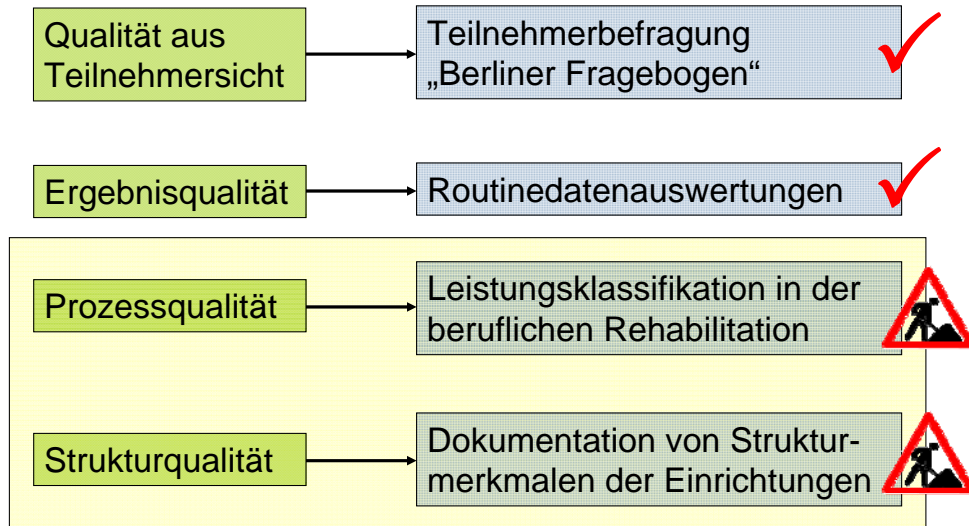 Qualität aus
Teilnehmersicht
Teilnehmerbefragung
„Berliner Fragebogen“
Ergebnisqualität
Routinedatenauswertungen
Prozessqualität
Leistungsklassifikation in der
beruflichen Rehabilitation
Strukturqualität
Dokumentation von Struktur-
merkmalen der Einrichtungen